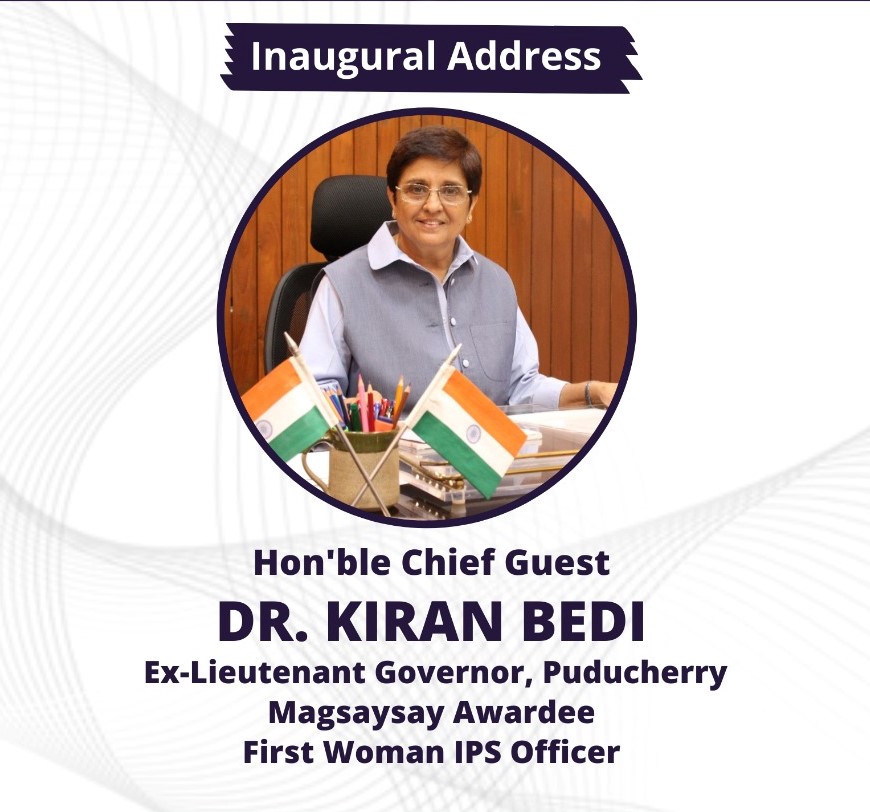 Inaugural Address
Hon'ble Chief Guest
DR. KIRAN BEDI
Ex-Lieutenant Governor, Puducherry
Magsaysay Awardee
First Woman IPS Officer